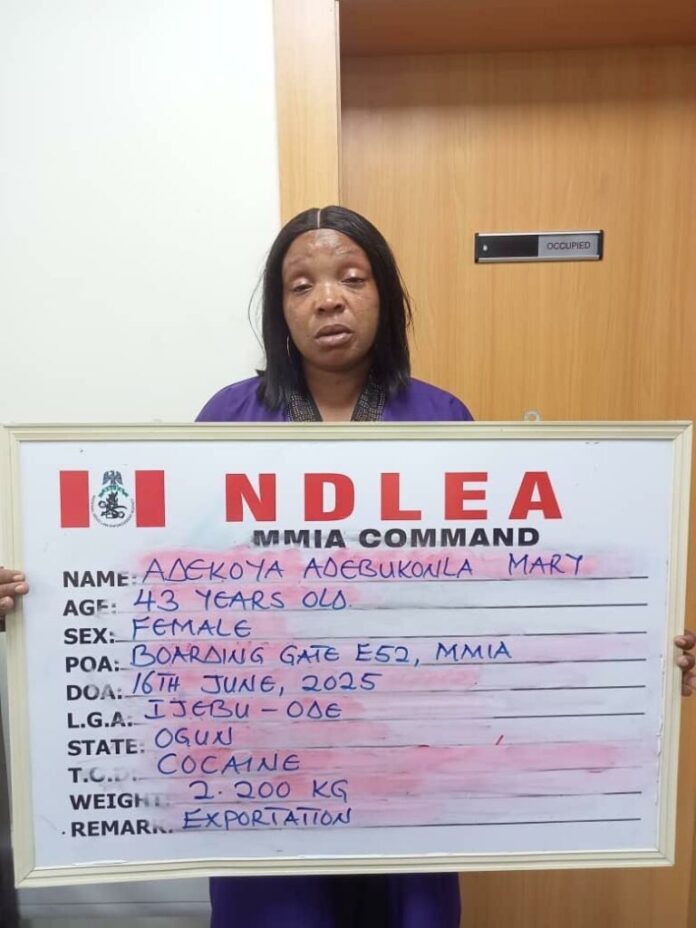 OCCUPIED
NDLEA
MMIA COMMAND
NAME: ADEKOYA ADEBUKONLA MARY
AGE: 43 YEARS OLD
SEX: FEMALE
POA: BOARDING GATE E52, MMIA
DOA: 16TH JUNE, 2025
L.G.A: IJEBU - ODE
STATE: OGUN
T.O.D: COCAINE
WEIGHT: 2.200 KG
REMARK: EXPORTATION